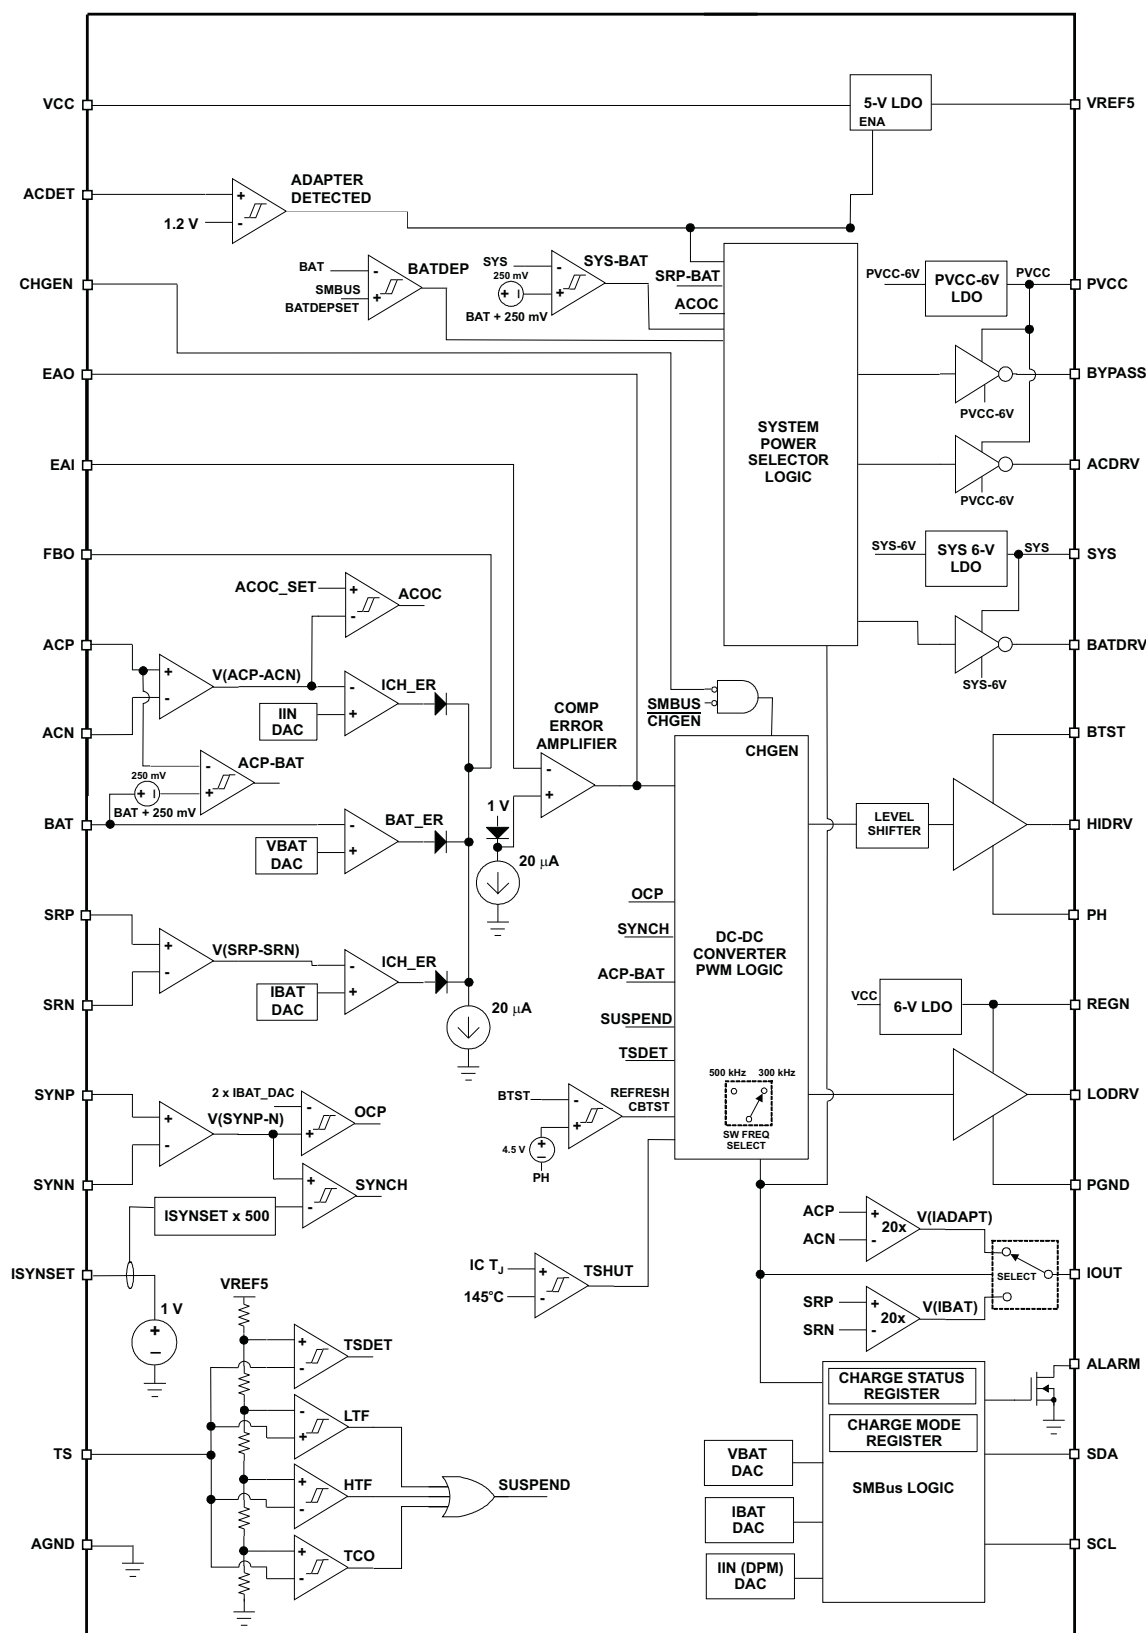 VCC
5-V LDO
ENA
VREF5
ACDET
+
-
1.2 V
ADAPTER
DETECTED
CHGEN
BAT
-
SMBUS
+
BATDEPSET
BATDEP
SYS
-
250 mV
+
-
+
BAT + 250 mV
SYS-BAT
SRP-BAT
ACOC
PVCC-6V
PVCC-6V
LDO
PVCC
PVCC
EAO
BYPASS
PVCC-6V
SYSTEM
POWER
SELECTOR
LOGIC
EAI
ACDRV
PVCC-6V
FBO
SYS-6V
SYS 6-V
LDO
SYS
SYS
ACOC_SET
+
-
ACOC
ACP
+
-
V(ACP-ACN)
BATDRV
SYS-6V
-
+
ICH_ER
IIN
DAC
SMBUS
CHGEN
COMP
ERROR
AMPLIFIER
ACN
BTST
CHGEN
-
+
ACP-BAT
250 mV
+
-
BAT + 250 mV
-
+
1 V
BAT
-
+
BAT_ER
VBAT
DAC
20 µA
LEVEL
SHIFTER
HIDRV
OCP
SRP
PH
SYNCH
DC-DC
CONVERTER
PWM LOGIC
+
-
V(SRP-SRN)
-
+
ICH_ER
IBAT
DAC
ACP-BAT
SRN
20 µA
SUSPEND
VCC
6-V LDO
REGN
TSDET
500 kHz
300 kHz
SW FREQ
SELECT
SYNP
+
-
V(SYNP-N)
2 x IBAT_DAC
-
+
OCP
BTST
-
+
REFRESH
CBTST
4.5 V
+
-
PH
LODRV
SYNN
+
-
SYNCH
ISYNSET x 500
PGND
ACP
+
ACN
-
20x
V(IADAPT)
ISYNSET
1 V
+
-
IC TJ
+
145°C
-
TSHUT
SELECT
IOUT
SRP
+
SRN
-
20x
V(IBAT)
VREF5
+
-
TSDET
ALARM
CHARGE STATUS
REGISTER
-
+
LTF
CHARGE MODE
REGISTER
TS
VBAT
DAC
SDA
+
-
HTF
SUSPEND
SMBus LOGIC
IBAT
DAC
AGND
+
-
TCO
SCL
IIN (DPM)
DAC